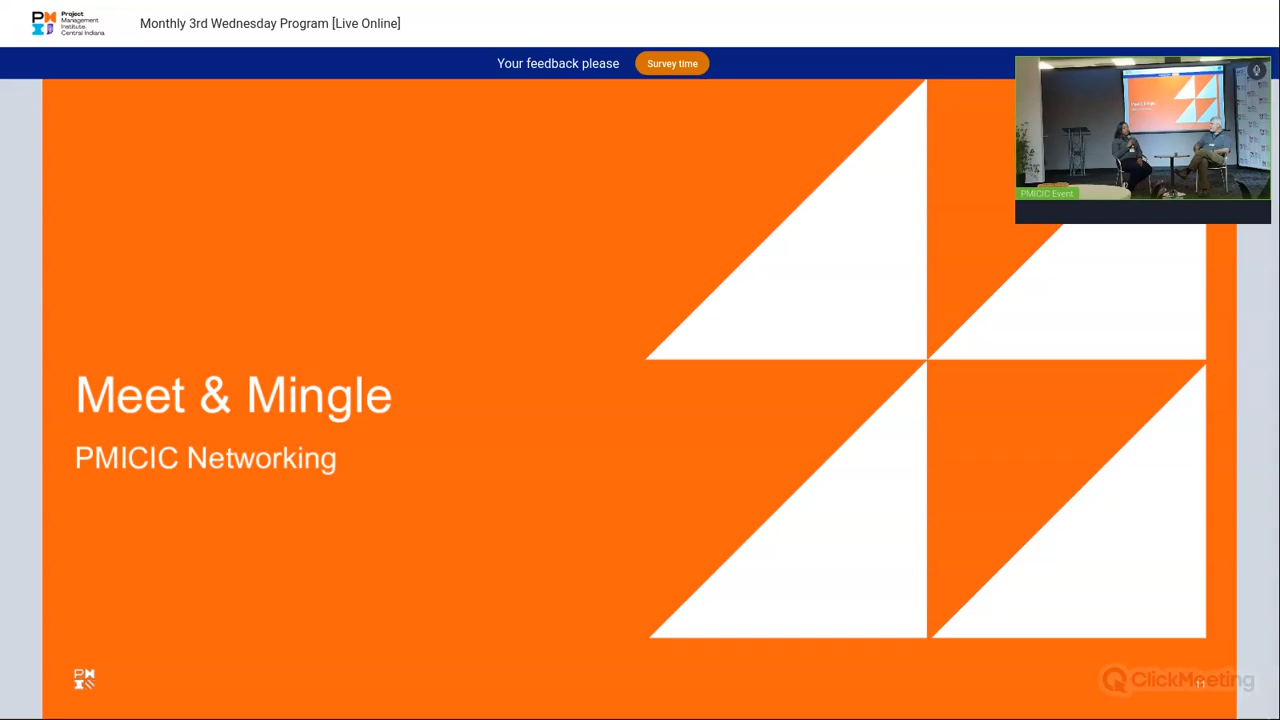 Project
Management
Institute.
Central Indiana
Monthly 3rd Wednesday Program [Live Online]
Your feedback please
Survey time
PMICIC Event
Meet & Mingle
PMICIC Networking
ClickMeeting
11